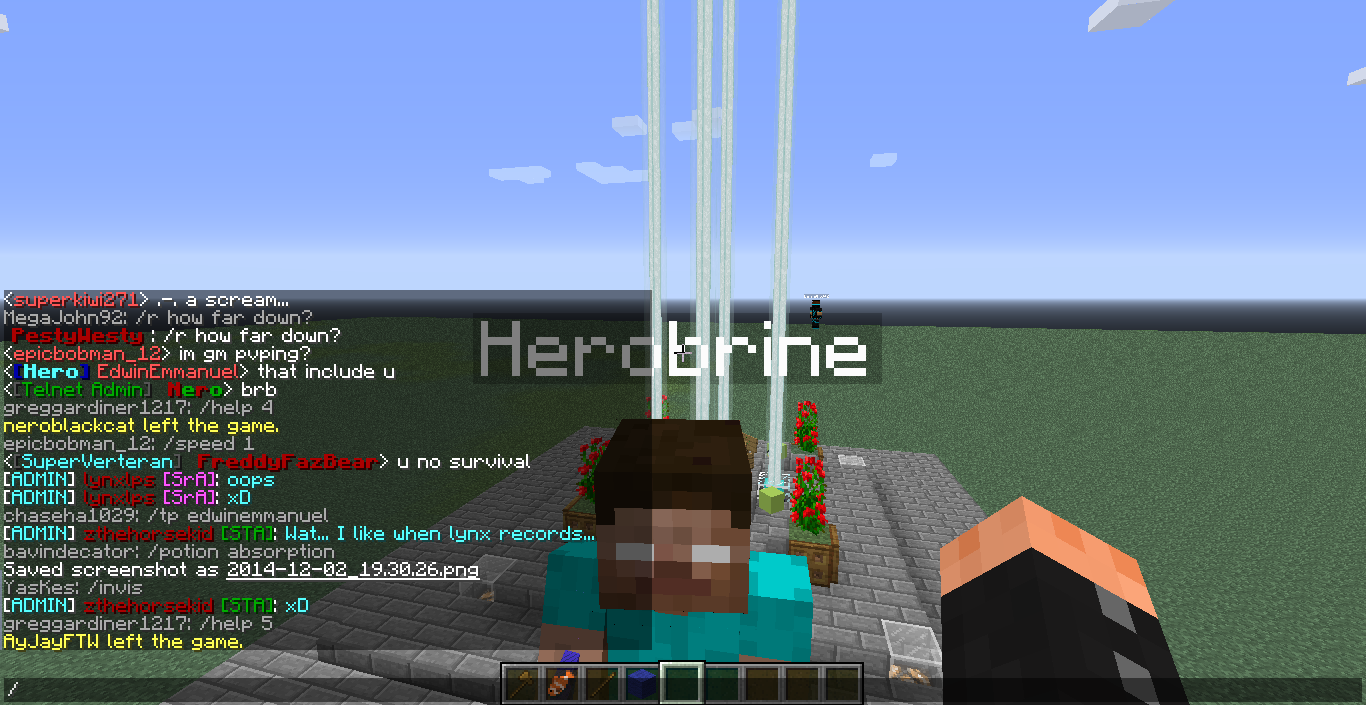 Herobrine
<superkiwi271> .-. a scream...
MegaJohn92: /r how far down?
PestyWesty : /r how far down?
<epicbobman_12> im gm pvping?
<[Hero] EdwinEmmanuel> that include u
<[Telnet Admin] Nero> brb
greggardiner1217: /help 4
neroblackcat left the game.
epicbobman_12: /speed 1
<[SuperVerteran] FreddyFazBear> u no survival
[ADMIN] lynxlps [SrA]: oops
[ADMIN] lynxlps [SrA]: xD
chaseha1029: /tp edwinemmanuel
[ADMIN] zthehorsekid [STA]: Wat... I like when lynx records...
bavindecator: /potion absorption
Saved screenshot as 2014-12-02_19.30.26.png
YasKes: /invis
[ADMIN] zthehorsekid [STA]: xD
greggardiner1217: /help 5
AyJayFTW left the game.
/